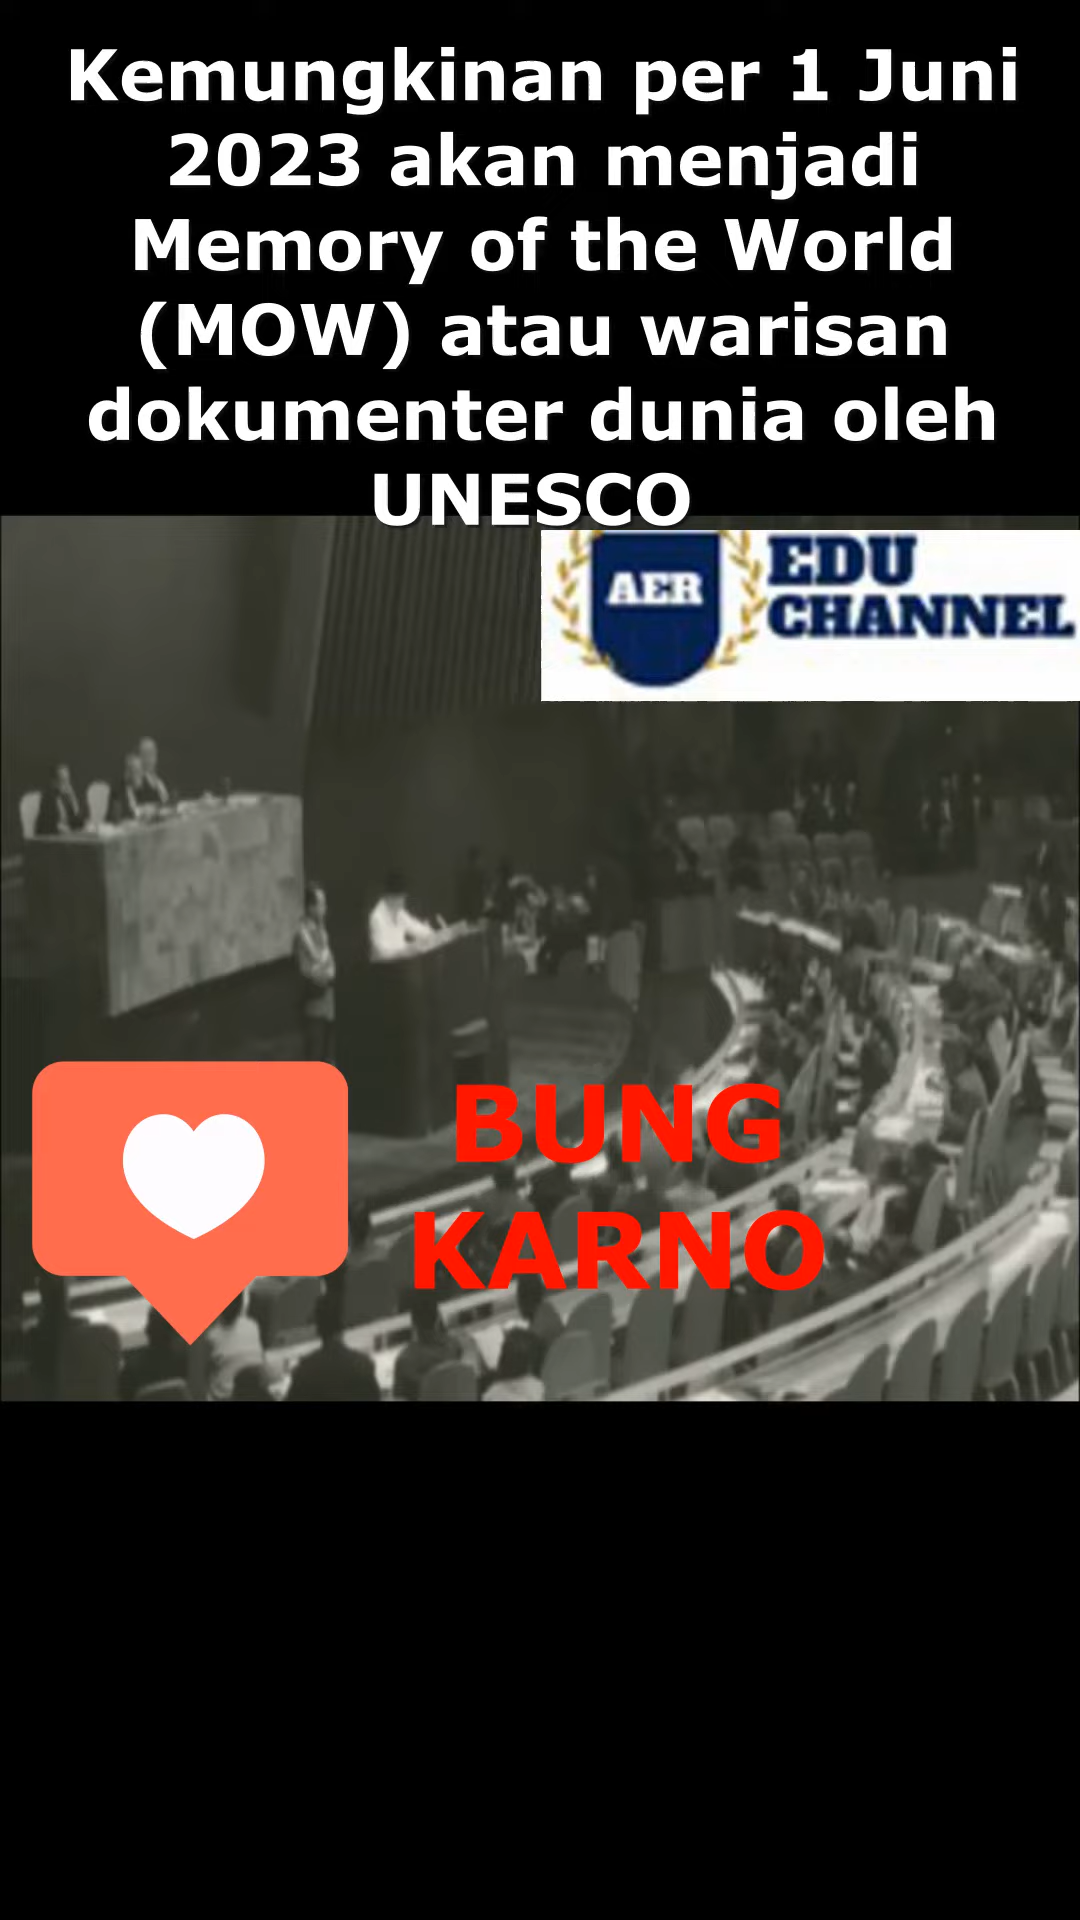 Kemungkinan per 1 Juni
2023 akan menjadi
Memory of the World
(MOW) atau warisan
dokumenter dunia oleh
UNESCO
AER
EDU
CHANNEL
BUNG
KARNO